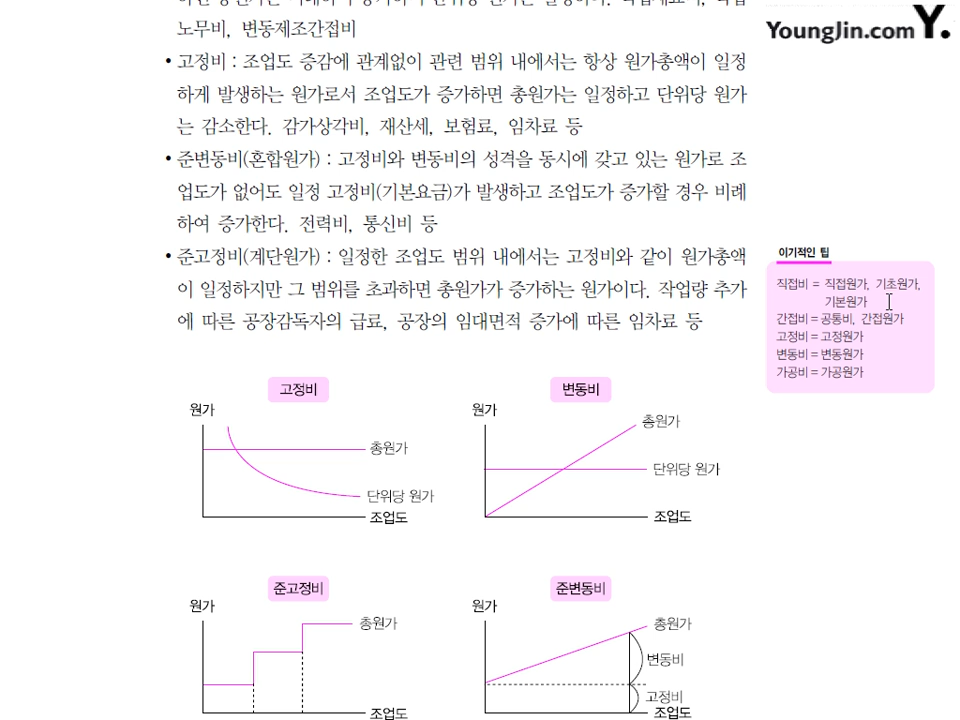 노무비, 변동제조간접비
YoungJin.com Y.
• 고정비 : 조업도 증감에 관계없이 관련 범위 내에서는 항상 원가총액이 일정
하게 발생하는 원가로서 조업도가 증가하면 총원가는 일정하고 단위당 원가
는 감소한다. 감가상각비, 재산세, 보험료, 임차료 등
• 준변동비(혼합원가) : 고정비와 변동비의 성격을 동시에 갖고 있는 원가로 조
업도가 없어도 일정 고정비(기본요금)가 발생하고 조업도가 증가할 경우 비례
하여 증가한다. 전력비, 통신비 등
• 준고정비(계단원가) : 일정한 조업도 범위 내에서는 고정비와 같이 원가총액
이 일정하지만 그 범위를 초과하면 총원가가 증가하는 원가이다. 작업량 추가
에 따른 공장감독자의 급료, 공장의 임대면적 증가에 따른 임차료 등
이기적인 팁
직접비 = 직접원가, 기초원가,
기본원가
간접비 = 공통비, 간접원가
고정비 = 고정원가
변동비 = 변동원가
가공비 = 가공원가
고정비
원가
총원가
단위당 원가
조업도
변동비
원가
총원가
단위당 원가
조업도
준고정비
원가
총원가
조업도
준변동비
원가
총원가
변동비
고정비
조업도